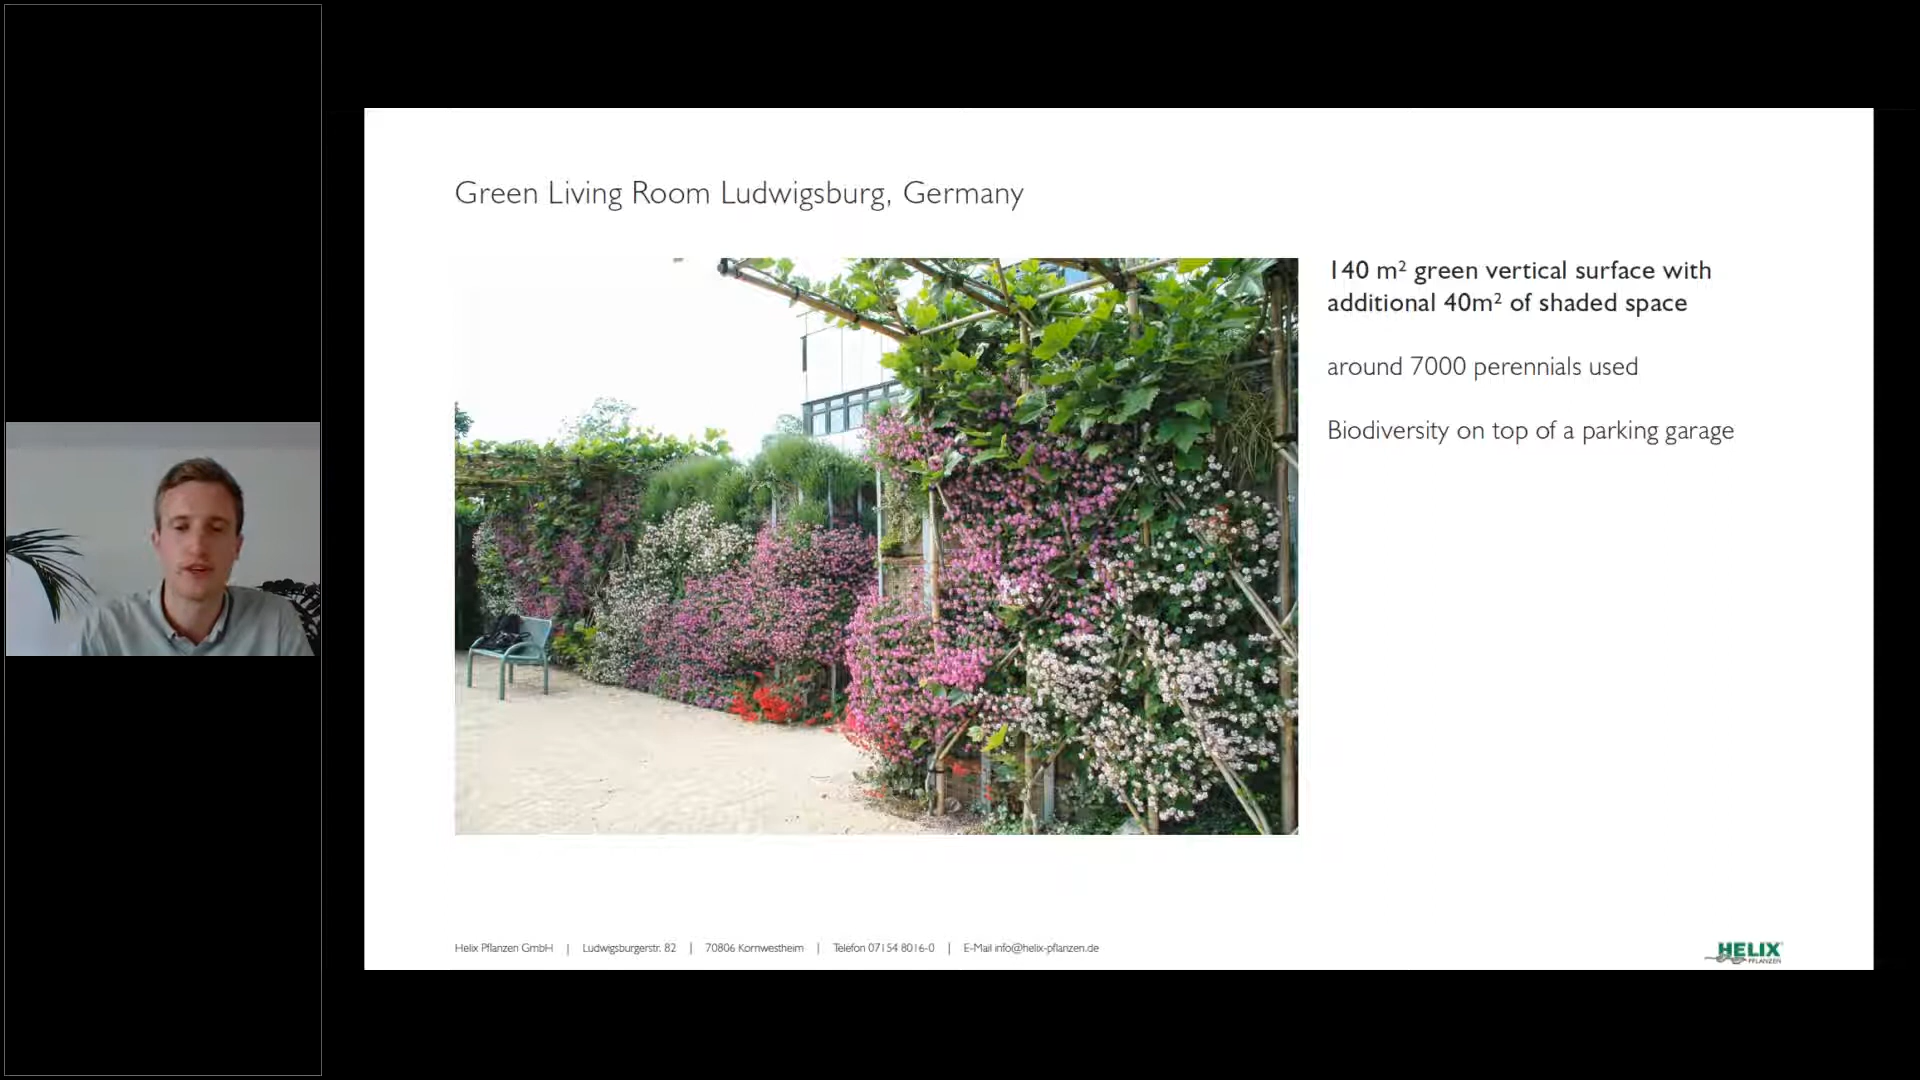 Green Living Room Ludwigsburg, Germany
140 m² green vertical surface with
additional 40m² of shaded space
around 7000 perennials used
Biodiversity on top of a parking garage
Helix Pflanzen GmbH | Ludwigsburgerstr. 82 | 70806 Kornwestheim | Telefon 07154 8016-0 | E-Mail info@helix-pflanzen.de
HELIX
PFLANZEN